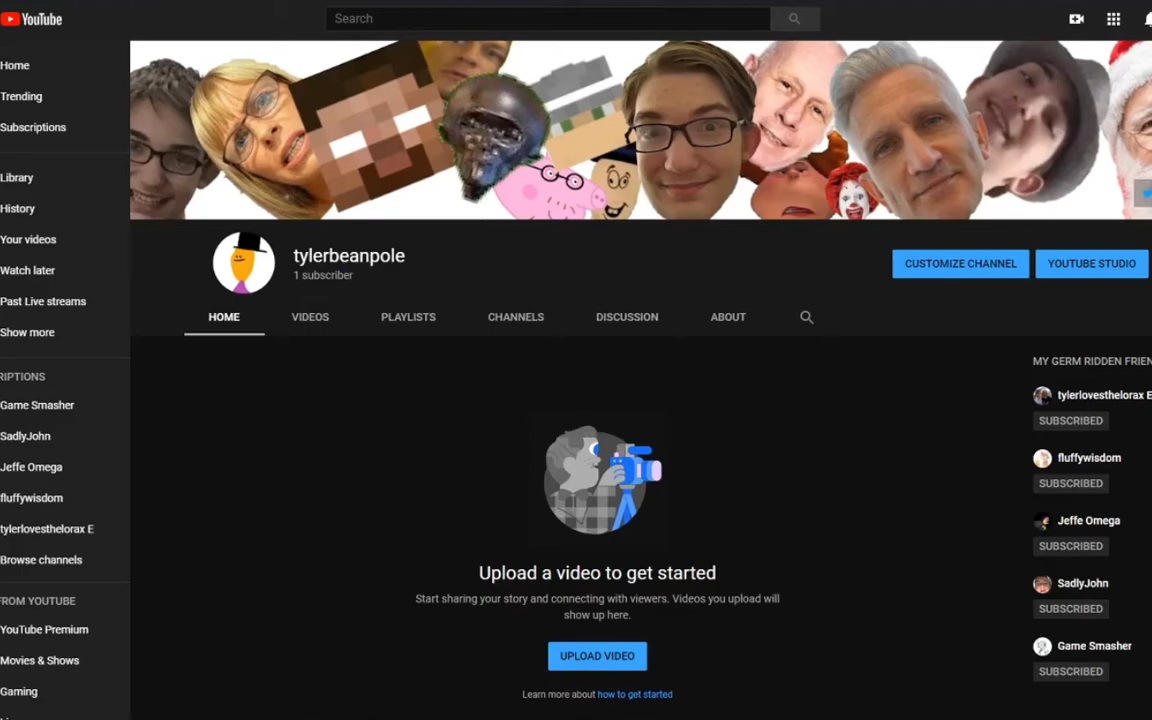 YouTube
Search
Home
Trending
Subscriptions
Library
History
Your videos
Watch later
Past Live streams
Show more
RIPTIONS
Game Smasher
SadlyJohn
Jeffe Omega
fluffywisdom
tylerlovesthelorax E
Browse channels
FROM YOUTUBE
YouTube Premium
Movies & Shows
Gaming
tylerbeanpole
1 subscriber
CUSTOMIZE CHANNEL
YOUTUBE STUDIO
HOME
VIDEOS
PLAYLISTS
CHANNELS
DISCUSSION
ABOUT
Upload a video to get started
Start sharing your story and connecting with viewers. Videos you upload will
show up here.
UPLOAD VIDEO
Learn more about how to get started
MY GERM RIDDEN FRIEN
tylerlovesthelorax E
SUBSCRIBED
fluffywisdom
SUBSCRIBED
Jeffe Omega
SUBSCRIBED
SadlyJohn
SUBSCRIBED
Game Smasher
SUBSCRIBED